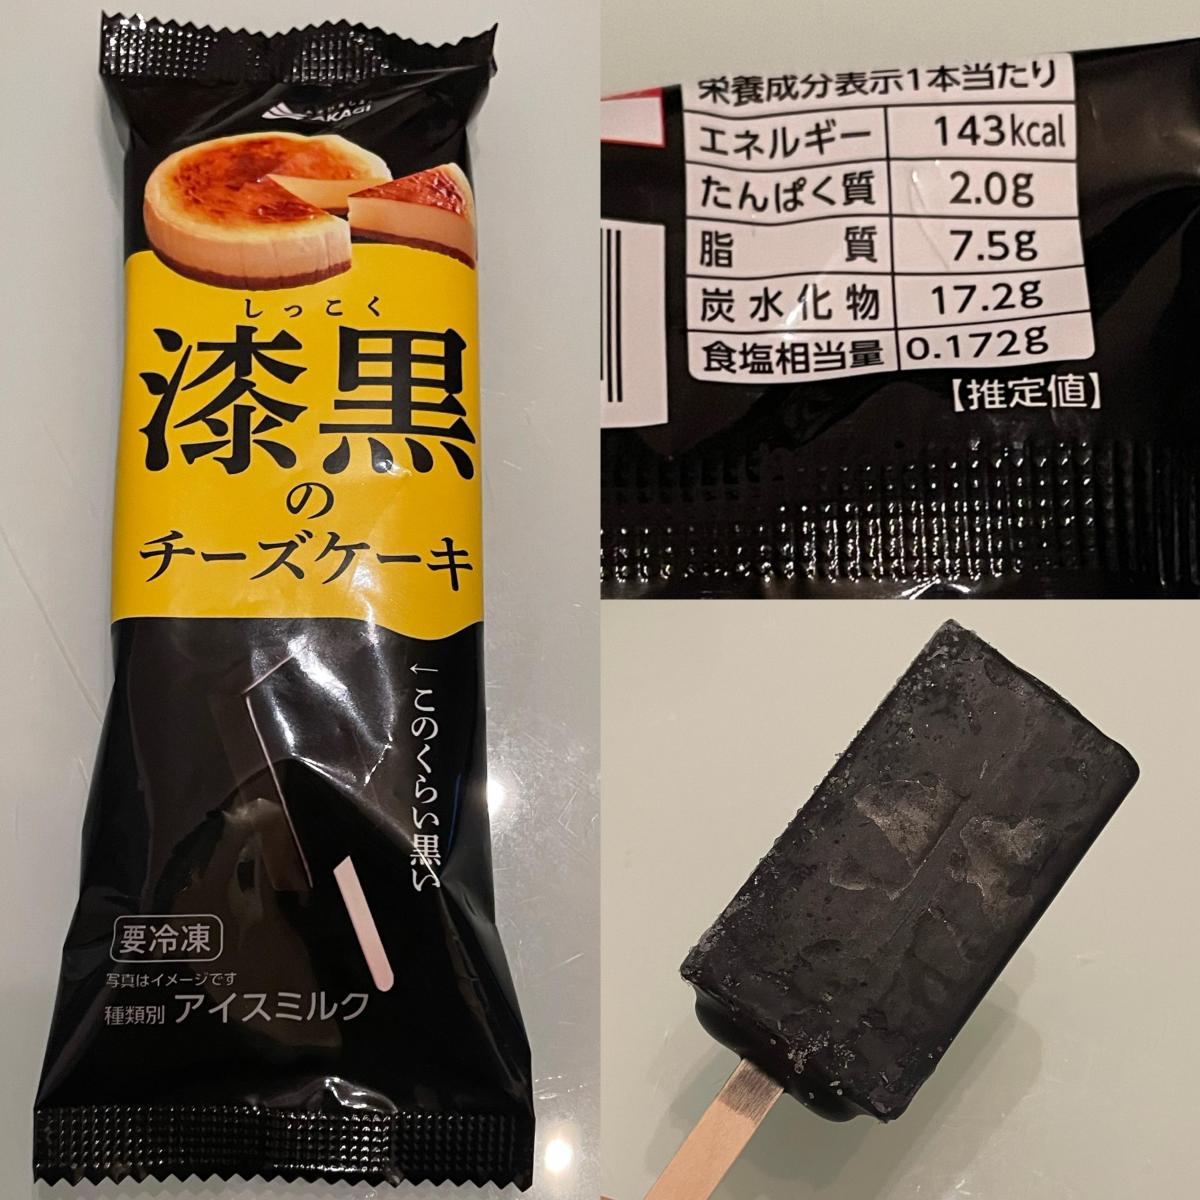 AKAGI
しっこく
漆黒
の
チーズケーキ
←このくらい黒い
要冷凍
写真はイメージです
種類別 アイスミルク
栄養成分表示1本当たり
エネルギー 143kcal
たんぱく質 2.0g
脂質 7.5g
炭水化物 17.2g
食塩相当量 0.172g
【推定値】